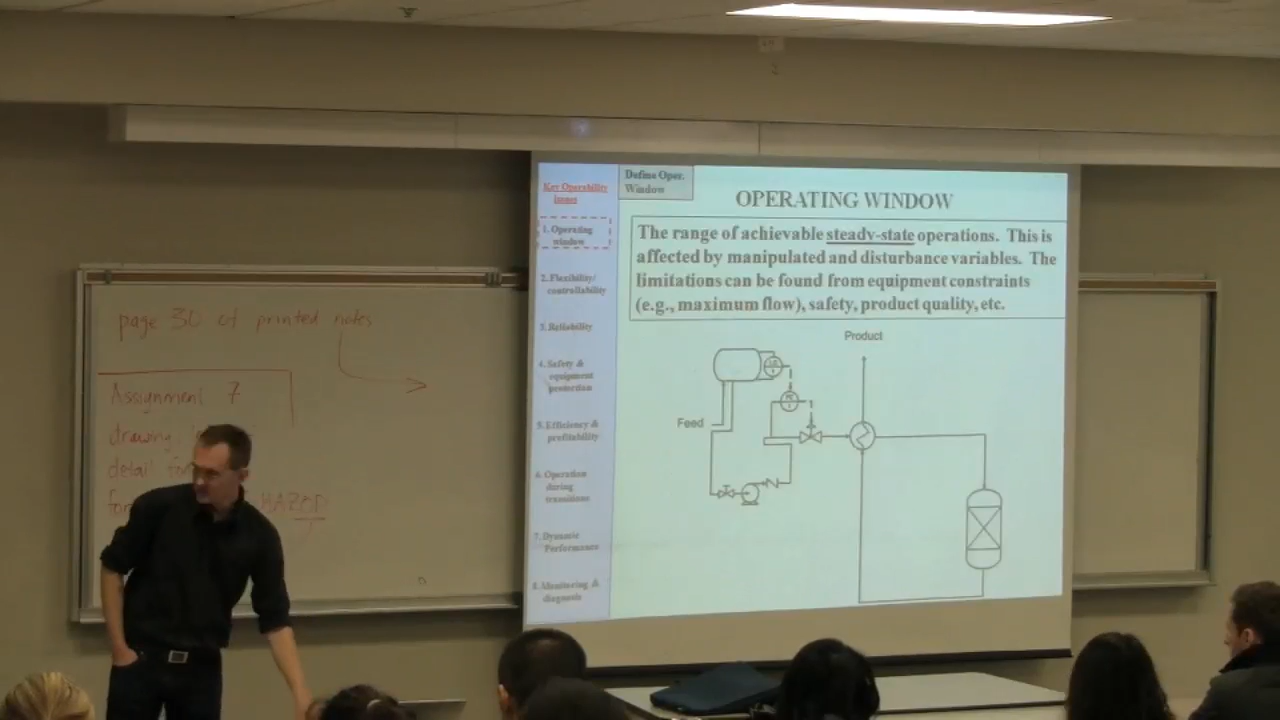 page 30 of printed notes
Assignment 7
drawing
detail for
for
HAZOP
Key Operability
Issues
1. Operating
window
2. Flexibility/
controllability
3. Reliability
4. Safety &
equipment
protection
5. Efficiency &
profitability
6. Operation
during
transitions
7. Dynamic
Performance
8. Monitoring &
diagnosis
Define Oper.
Window
OPERATING WINDOW
The range of achievable steady-state operations. This is
affected by manipulated and disturbance variables. The
limitations can be found from equipment constraints
(e.g., maximum flow), safety, product quality, etc.
Product
Feed